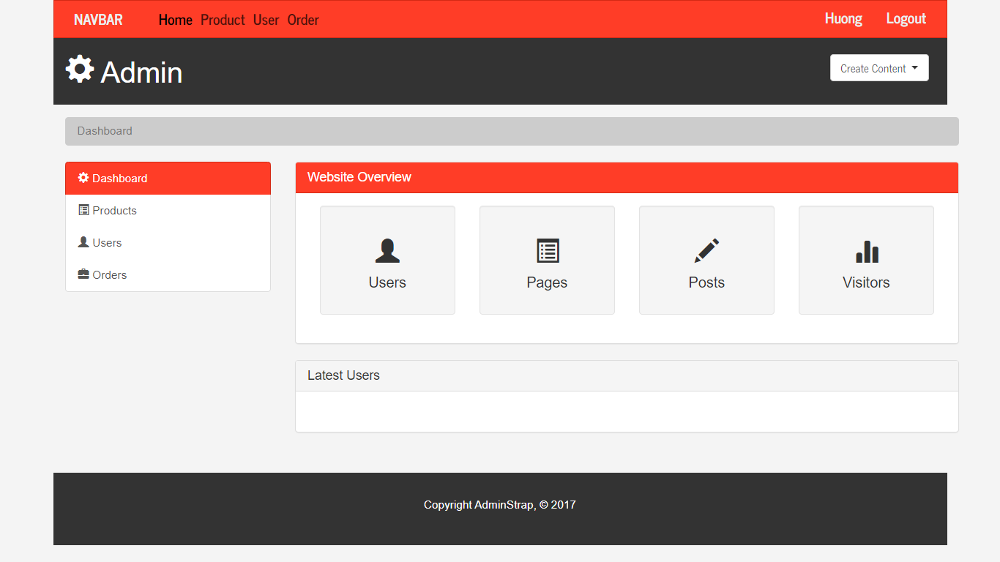 NAVBAR Home Product User Order Huong Logout
Admin Create Content
Dashboard
Dashboard
Products
Users
Orders
Website Overview
Users Pages Posts Visitors
Latest Users
Copyright AdminStrap, © 2017